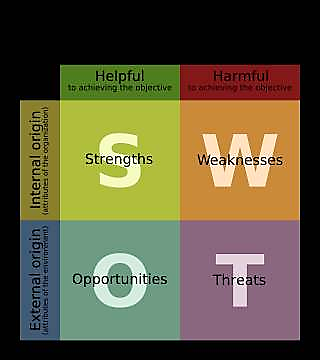 Helpful
to achieving the objective
Harmful
to achieving the objective
Internal origin
(attributes of the organization)
S
Strengths
W
Weaknesses
External origin
(attributes of the environment)
O
Opportunities
T
Threats